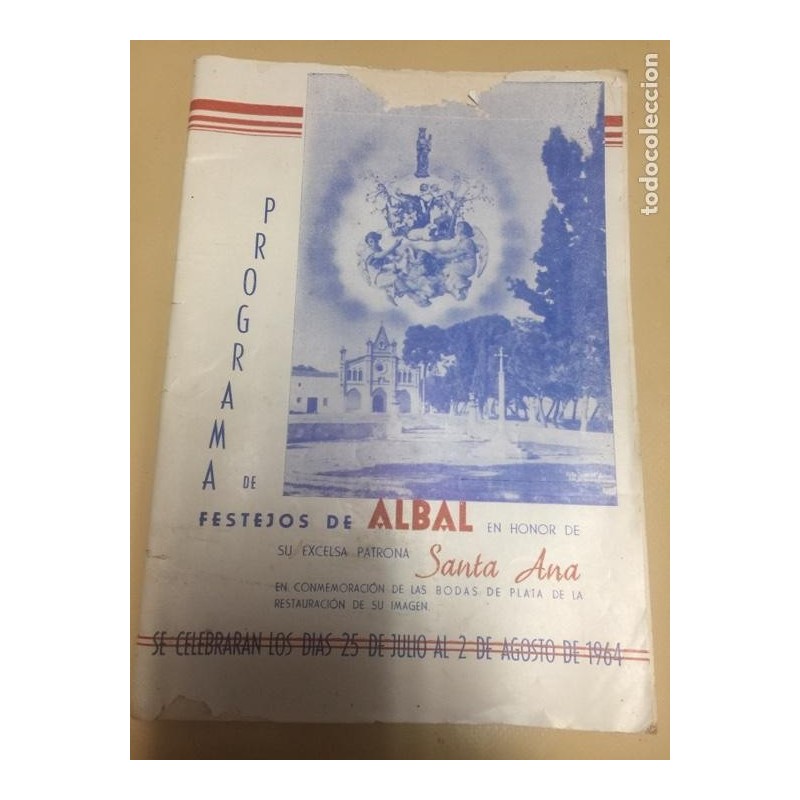 PROGRAMA
DE
FESTEJOS DE ALBAL EN HONOR DE
SU EXCELSA PATRONA Santa Ana
EN CONMEMORACIÓN DE LAS BODAS DE PLATA DE LA
RESTAURACIÓN DE SU IMAGEN.
SE CELEBRARÁN LOS DIAS 25 DE JULIO AL 2 DE AGOSTO DE 1964
todocoleccion